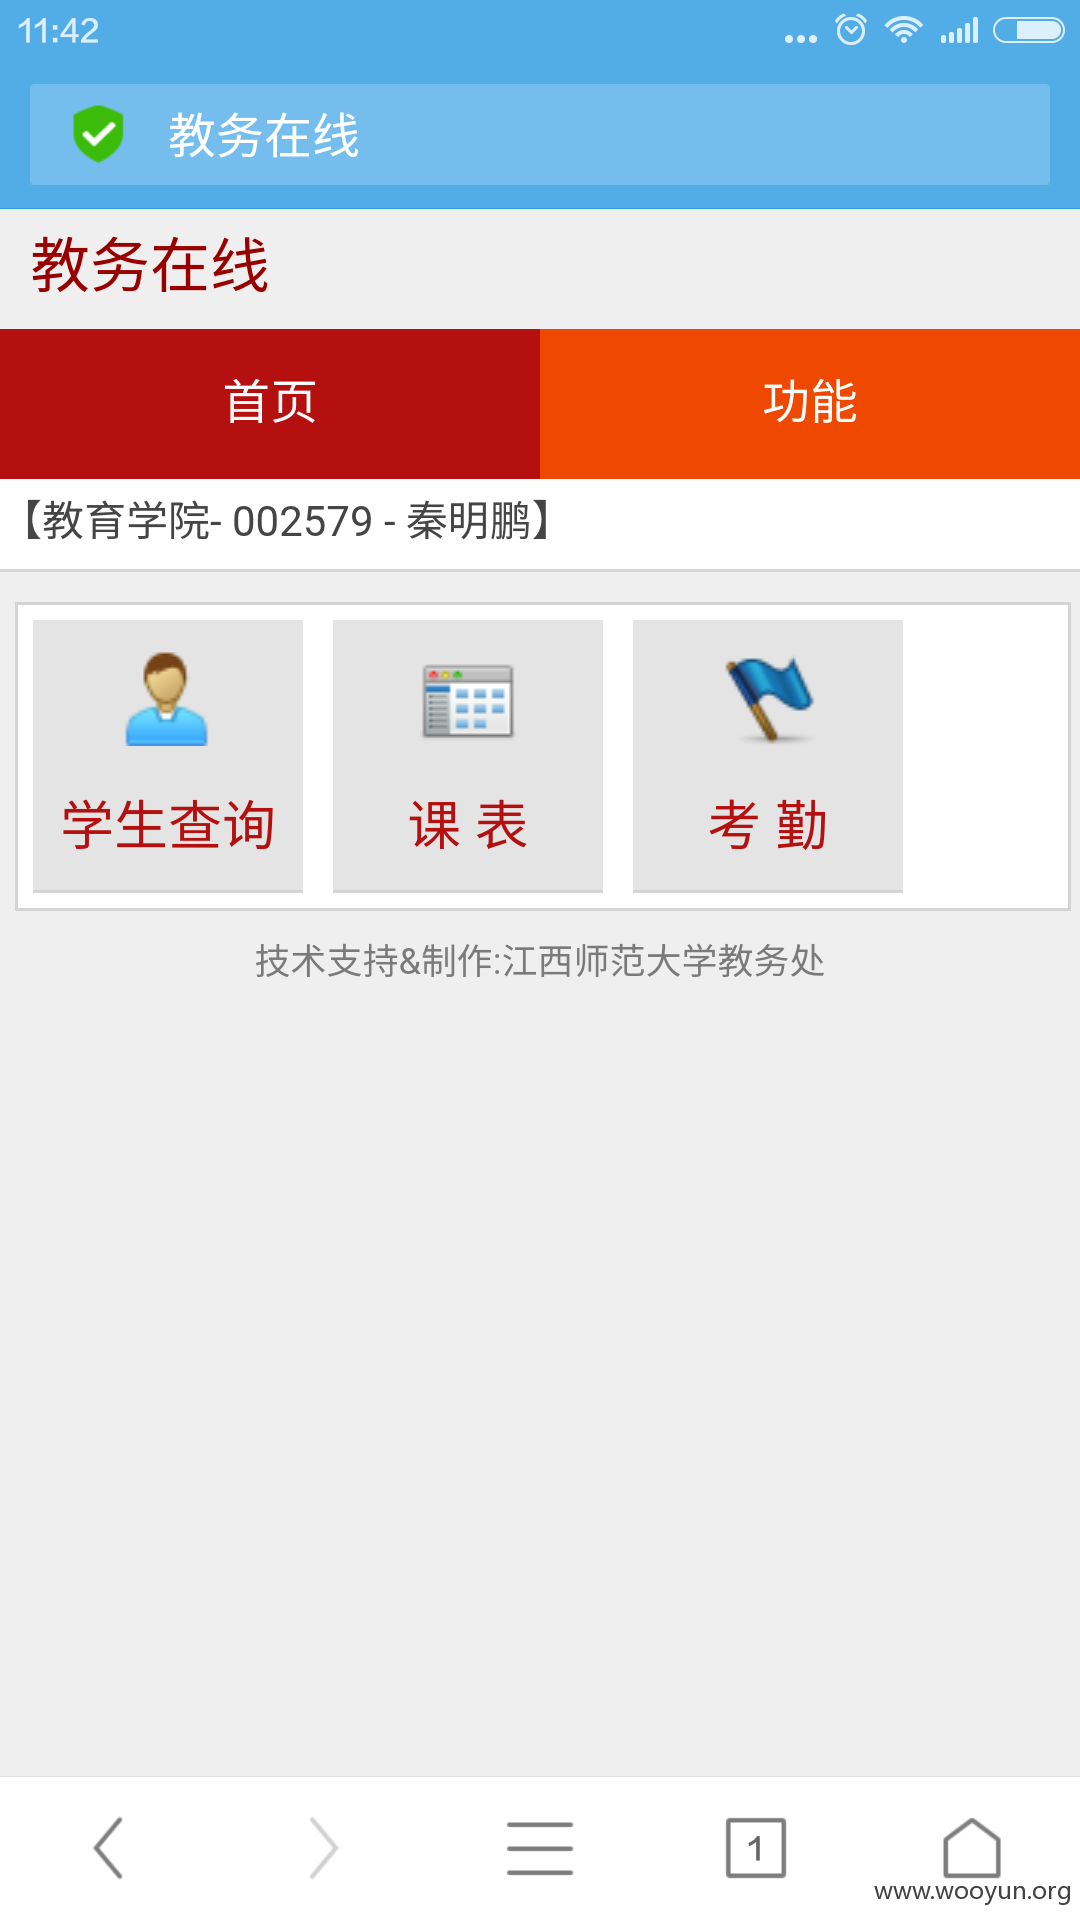 11:42
教务在线
教务在线
首页 功能
【教育学院- 002579 - 秦明鹏】
学生查询 课 表 考 勤
技术支持&制作:江西师范大学教务处
1
www.wooyun.org